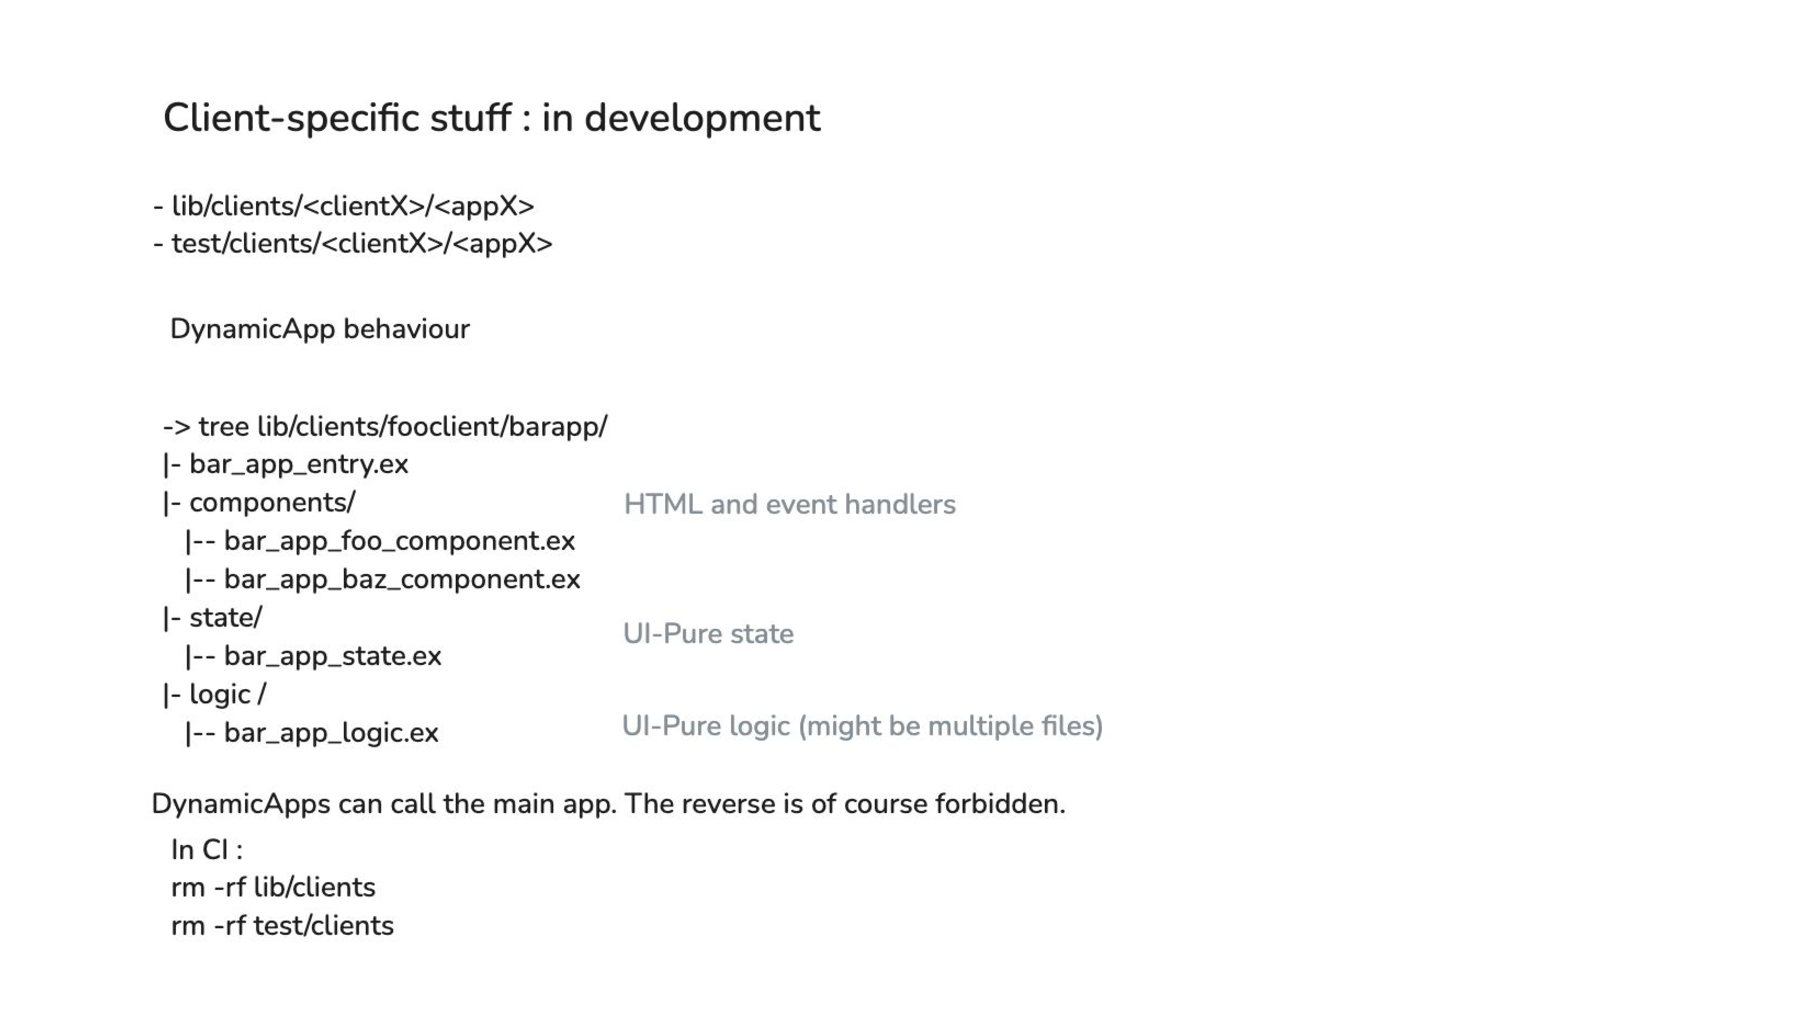 Client-specific stuff : in development
- lib/clients/<clientX>/<appX>
- test/clients/<clientX>/<appX>
DynamicApp behaviour
-> tree lib/clients/fooclient/barapp/
|- bar_app_entry.ex
|- components/
HTML and event handlers
|-- bar_app_foo_component.ex
|-- bar_app_baz_component.ex
|- state/
UI-Pure state
|-- bar_app_state.ex
|- logic /
|-- bar_app_logic.ex
UI-Pure logic (might be multiple files)
DynamicApps can call the main app. The reverse is of course forbidden.
In CI :
rm -rf lib/clients
rm -rf test/clients